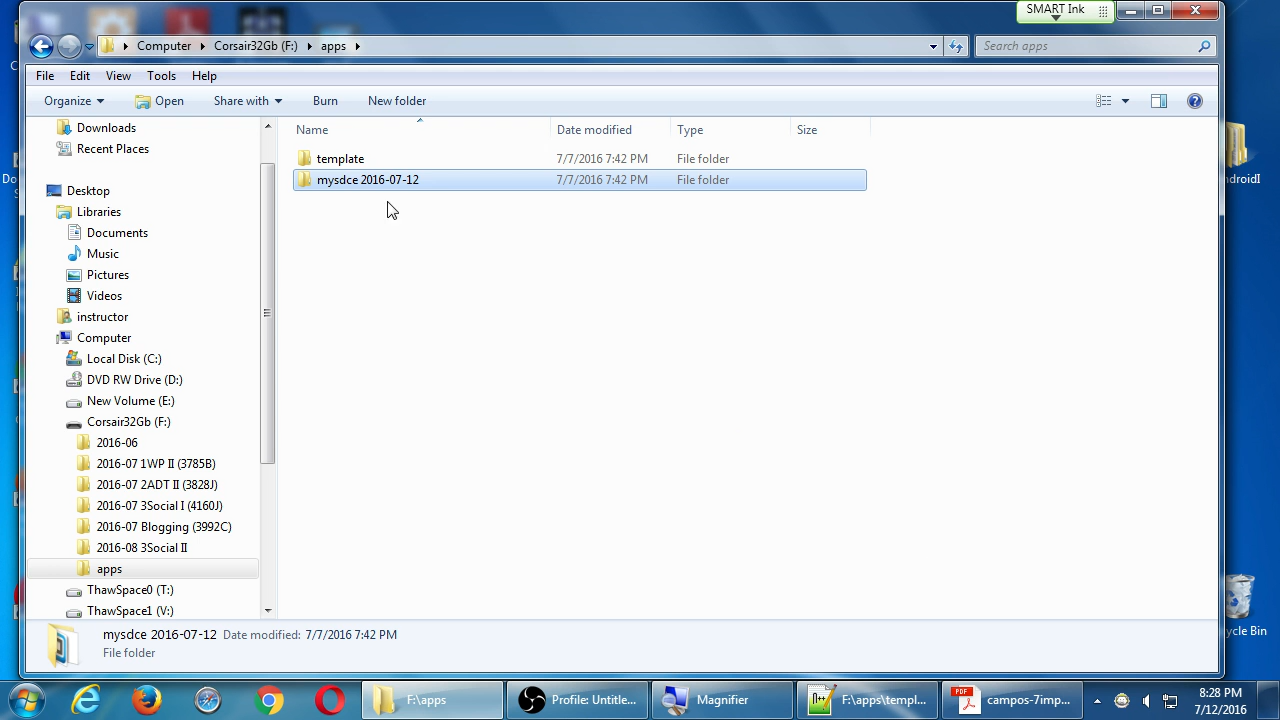 SMART Ink
Computer Corsair32Gb (F:) apps
Search apps
File Edit View Tools Help
Organize Open Share with Burn New folder
Name Date modified Type Size
template 7/7/2016 7:42 PM File folder
mysdce 2016-07-12 7/7/2016 7:42 PM File folder
Downloads
Recent Places
Desktop
Libraries
Documents
Music
Pictures
Videos
instructor
Computer
Local Disk (C:)
DVD RW Drive (D:)
New Volume (E:)
Corsair32Gb (F:)
2016-06
2016-07 1WP II (3785B)
2016-07 2ADT II (3828J)
2016-07 3Social I (4160J)
2016-07 Blogging (3992C)
2016-08 3Social II
apps
ThawSpace0 (T:)
ThawSpace1 (V:)
mysdce 2016-07-12 Date modified: 7/7/2016 7:42 PM
File folder
ndroidI
ycle Bin
F:\apps
Profile: Untitle...
Magnifier
F:\apps\templ...
PDF
campos-7imp...
8:28 PM
7/12/2016